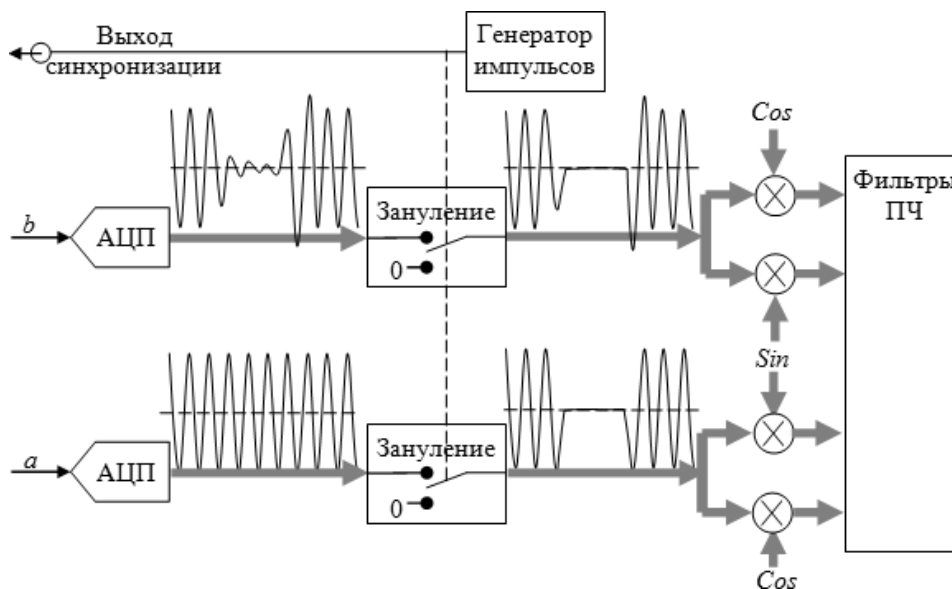 Выход
синхронизации
Генератор
импульсов
Cos
b
АЦП
Зануление
0
Фильтры
ПЧ
Sin
a
АЦП
Зануление
0
Cos